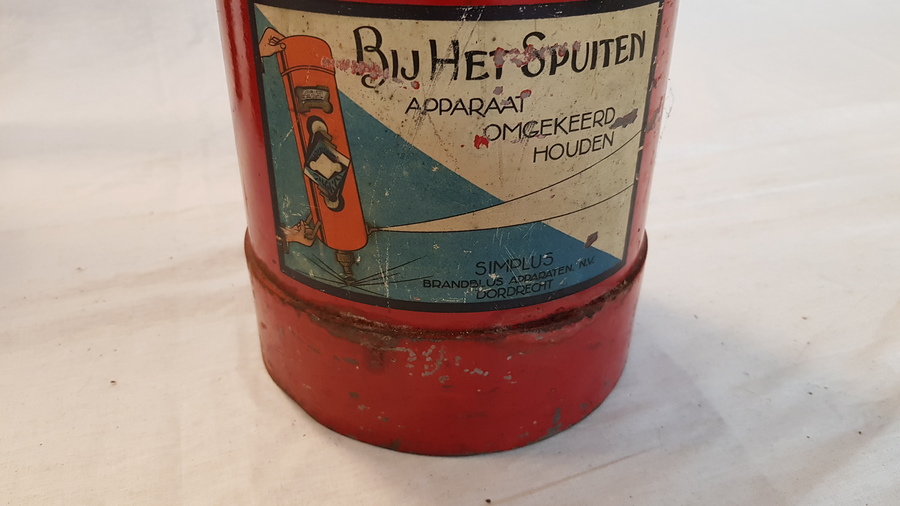 BIJ HET SPUITEN
APPARAAT
OMGEKEERD
HOUDEN
SIMPLUS
BRANDBLUS APPARATEN. N.V.
DORDRECHT